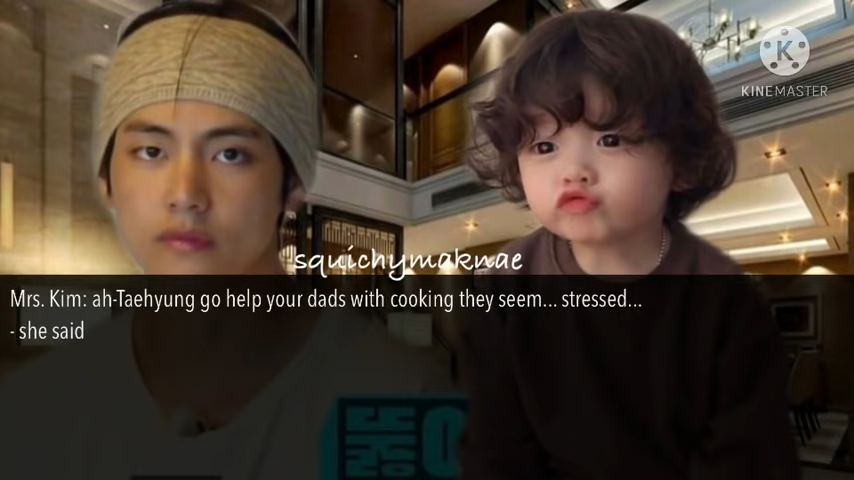 KINEMASTER
squichymaknae
Mrs. Kim: ah-Taehyung go help your dads with cooking they seem... stressed...
- she said